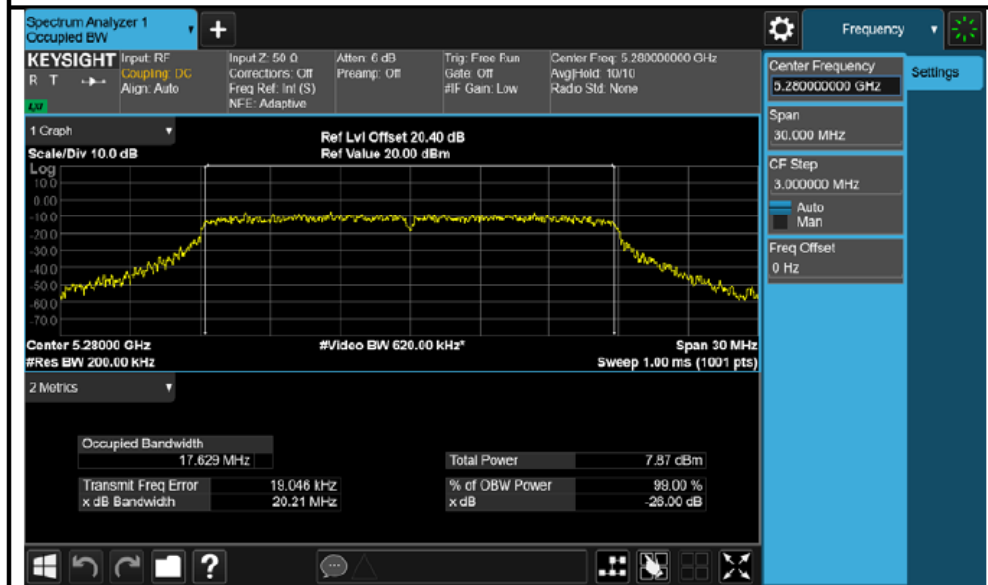 Spectrum Analyzer 1
Occupied BW
Frequency
KEYSIGHT
R T
LXI
Input: RF
Coupling: DC
Align: Auto
Input Z: 50 Ω
Corrections: Off
Freq Ref: Int (S)
NFE: Adaptive
Atten: 6 dB
Preamp: Off
Trig: Free Run
Gate: Off
#IF Gain: Low
Center Freq: 5.280000000 GHz
Avg|Hold: 10/10
Radio Std: None
Center Frequency
5.280000000 GHz
Settings
Span
30.000 MHz
CF Step
3.000000 MHz
Auto
Man
Freq Offset
0 Hz
1 Graph
Ref Lvl Offset 20.40 dB
Scale/Div 10.0 dB
Ref Value 20.00 dBm
Log
10.0
0.00
-10.0
-20.0
-30.0
-40.0
-50.0
-60.0
-70.0
Center 5.28000 GHz
#Video BW 620.00 kHz*
Span 30 MHz
#Res BW 200.00 kHz
Sweep 1.00 ms (1001 pts)
2 Metrics
Occupied Bandwidth
17.629 MHz
Total Power 7.87 dBm
Transmit Freq Error 19.046 kHz
% of OBW Power 99.00 %
x dB Bandwidth 20.21 MHz
x dB -26.00 dB
?